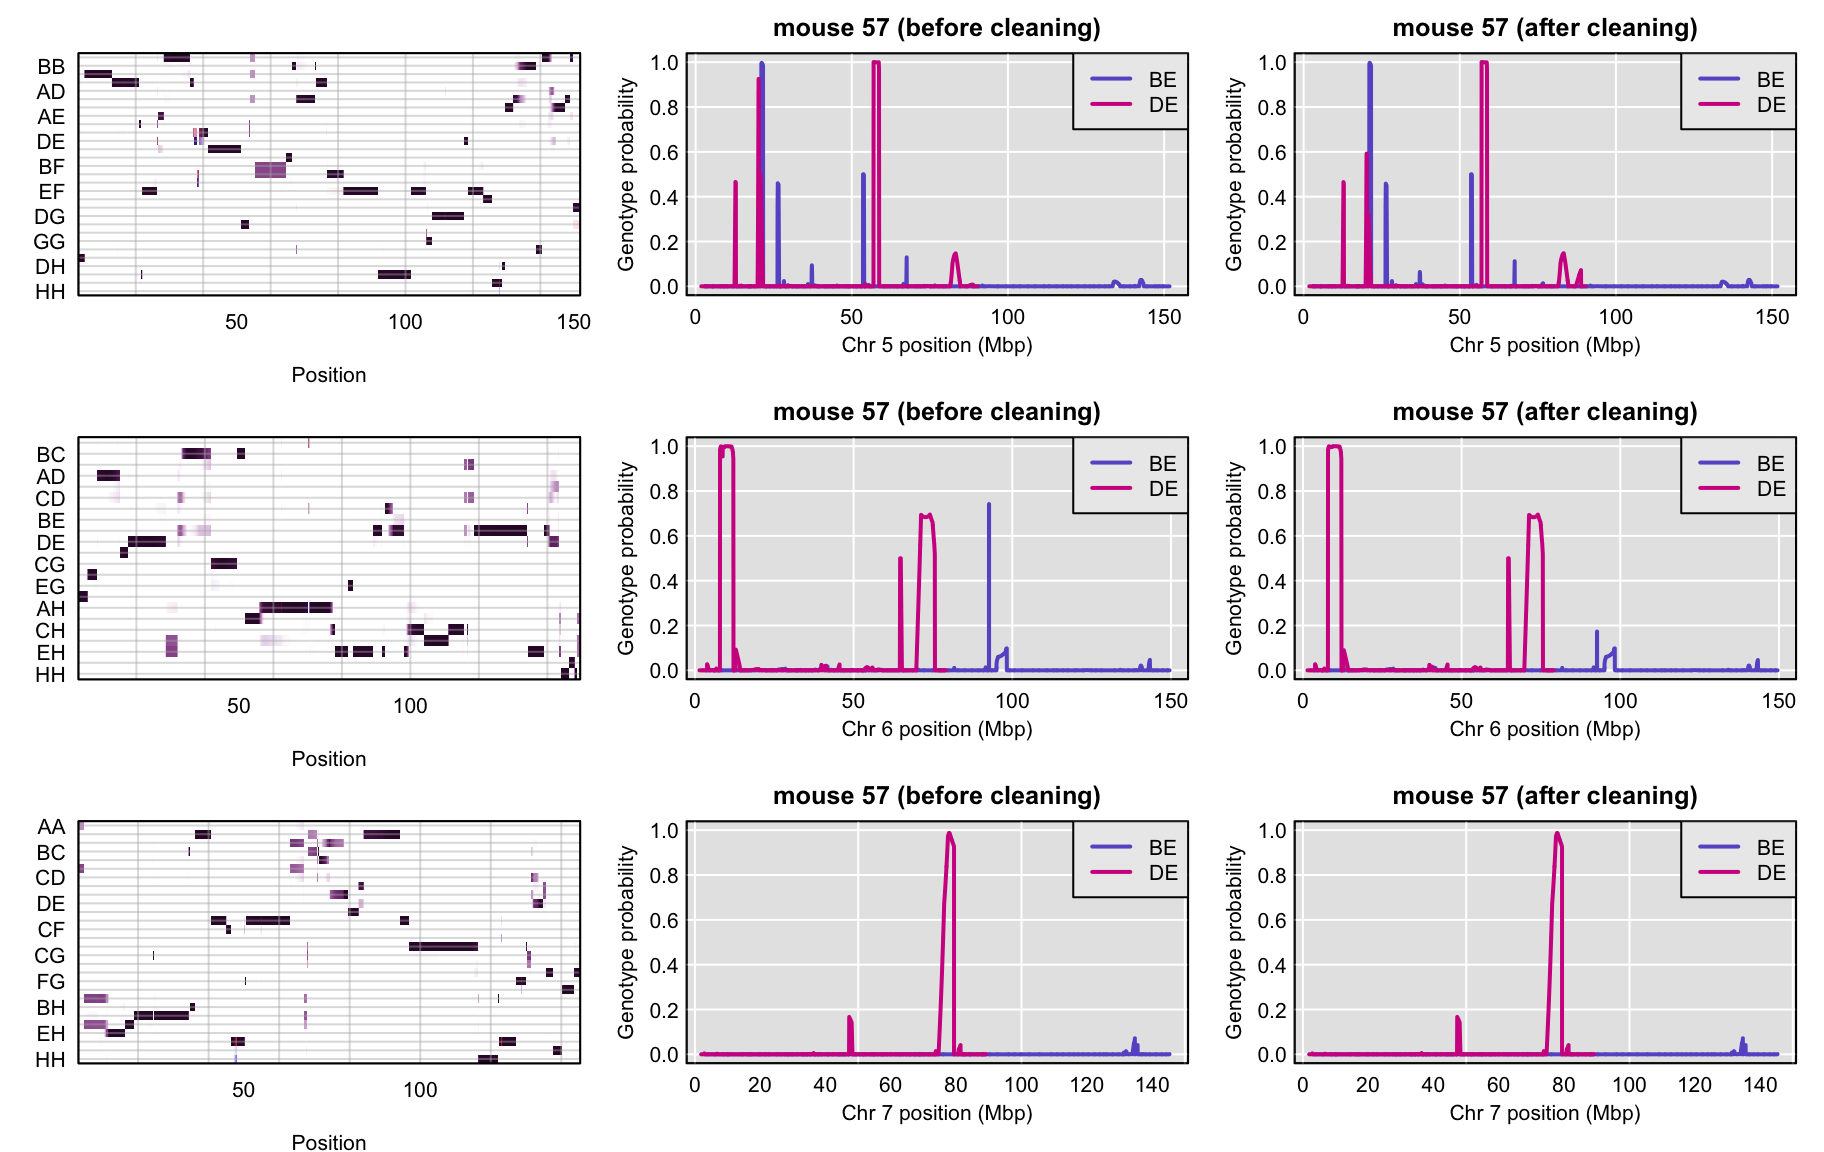 BB
AD
AE
DE
BF
EF
DG
GG
DH
HH
50 100 150
Position
mouse 57 (before cleaning)
BE
DE
1.0
0.8
0.6
0.4
0.2
0.0
Genotype probability
0 50 100 150
Chr 5 position (Mbp)
mouse 57 (after cleaning)
BE
DE
1.0
0.8
0.6
0.4
0.2
0.0
Genotype probability
0 50 100 150
Chr 5 position (Mbp)
BC
AD
CD
BE
DE
CG
EG
AH
CH
EH
HH
50 100
Position
mouse 57 (before cleaning)
BE
DE
1.0
0.8
0.6
0.4
0.2
0.0
Genotype probability
0 50 100 150
Chr 6 position (Mbp)
mouse 57 (after cleaning)
BE
DE
1.0
0.8
0.6
0.4
0.2
0.0
Genotype probability
0 50 100 150
Chr 6 position (Mbp)
AA
BC
CD
DE
CF
CG
FG
BH
EH
HH
50 100
Position
mouse 57 (before cleaning)
BE
DE
1.0
0.8
0.6
0.4
0.2
0.0
Genotype probability
0 20 40 60 80 100 120 140
Chr 7 position (Mbp)
mouse 57 (after cleaning)
BE
DE
1.0
0.8
0.6
0.4
0.2
0.0
Genotype probability
0 20 40 60 80 100 120 140
Chr 7 position (Mbp)